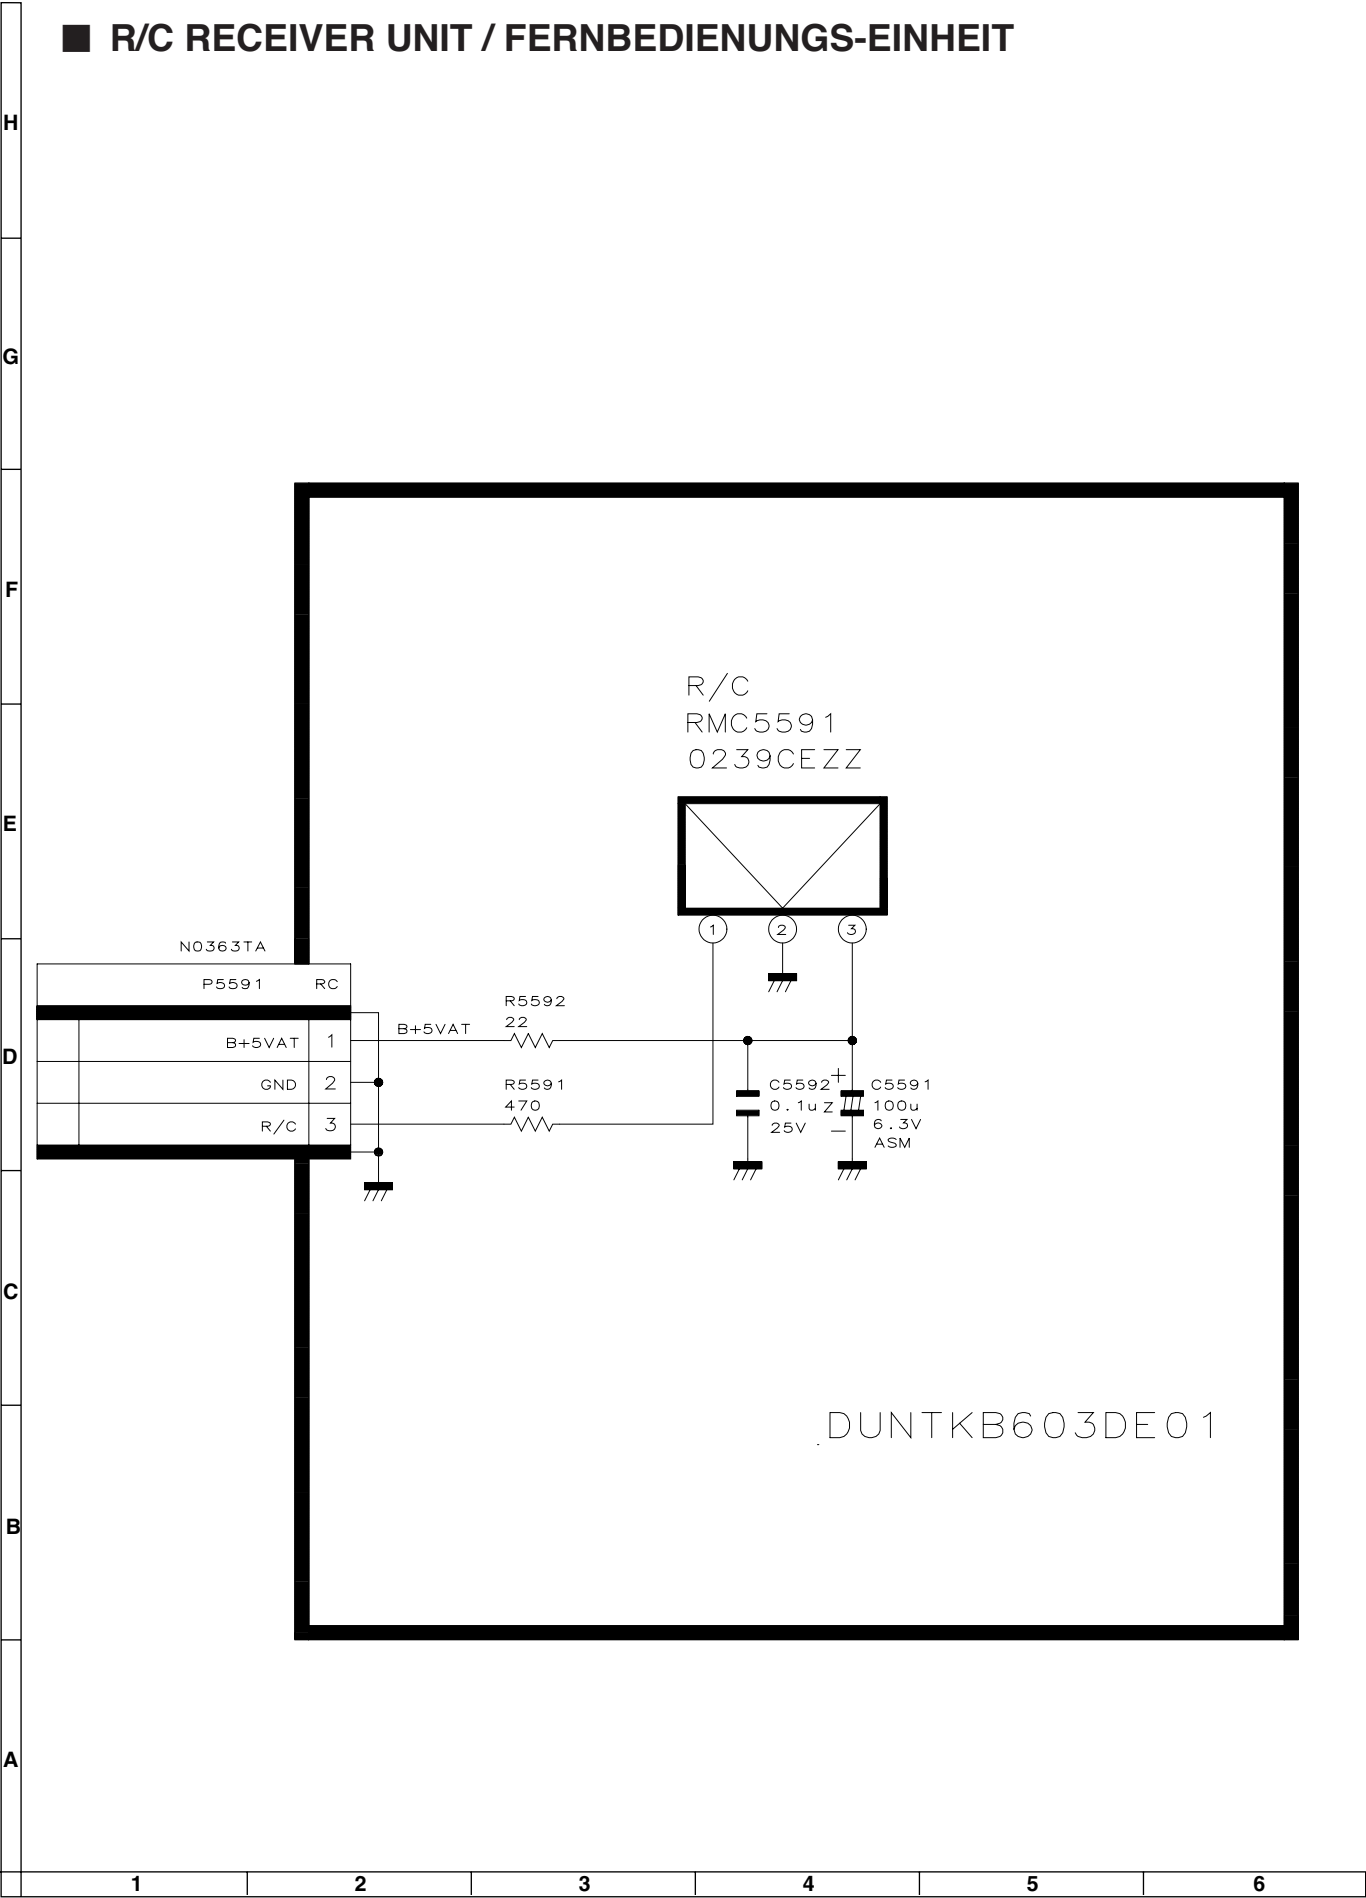 ■ R/C RECEIVER UNIT / FERNBEDIENUNGS-EINHEIT
H
G
F
R/C
RMC5591
0239CEZZ
E
1 2 3
N0363TA
P5591 RC
R5592
22
B+5VAT
B+5VAT 1
D
GND 2
R/C 3
R5591
470
C5592
0.1u Z
25V
+
-
C5591
100u
6.3V
ASM
C
DUNTKB603DE01
B
A
1 2 3 4 5 6